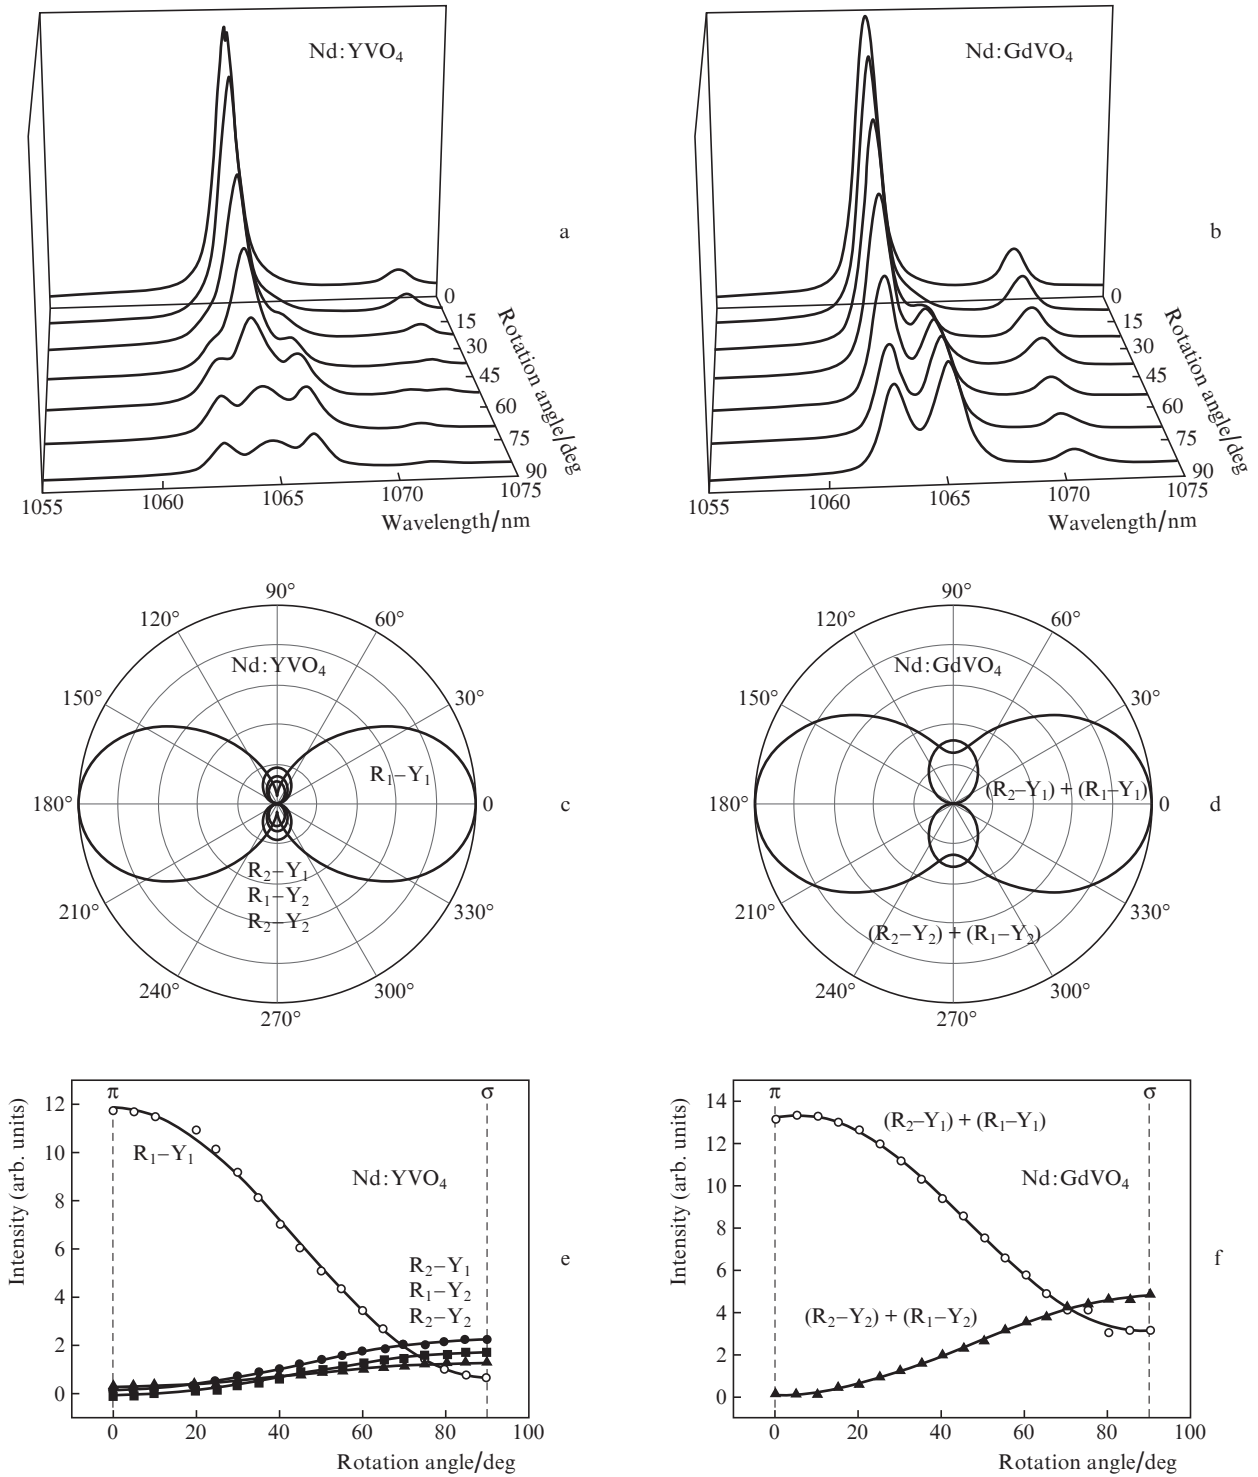 Nd:YVO4
a
0
15
30
45
60
75
90
Rotation angle/deg
1055
1060
1065
1070
1075
Wavelength/nm
Nd:GdVO4
b
0
15
30
45
60
75
90
Rotation angle/deg
1055
1060
1065
1070
1075
Wavelength/nm
90°
120°
60°
Nd:YVO4
150°
30°
R1–Y1
180°
0
c
R2–Y1
R1–Y2
R2–Y2
210°
330°
240°
300°
270°
90°
120°
60°
Nd:GdVO4
150°
30°
(R2–Y1) + (R1–Y1)
180°
0
d
210°
330°
(R2–Y2) + (R1–Y2)
240°
300°
270°
Intensity (arb. units)
π
σ
12
R1–Y1
10
Nd:YVO4
8
6
R2–Y1
R1–Y2
R2–Y2
e
4
2
0
0
20
40
60
80
100
Rotation angle/deg
Intensity (arb. units)
π
σ
14
(R2–Y1) + (R1–Y1)
12
Nd:GdVO4
14
8
f
6
(R2–Y2) + (R1–Y2)
4
2
0
0
20
40
60
80
100
Rotation angle/deg